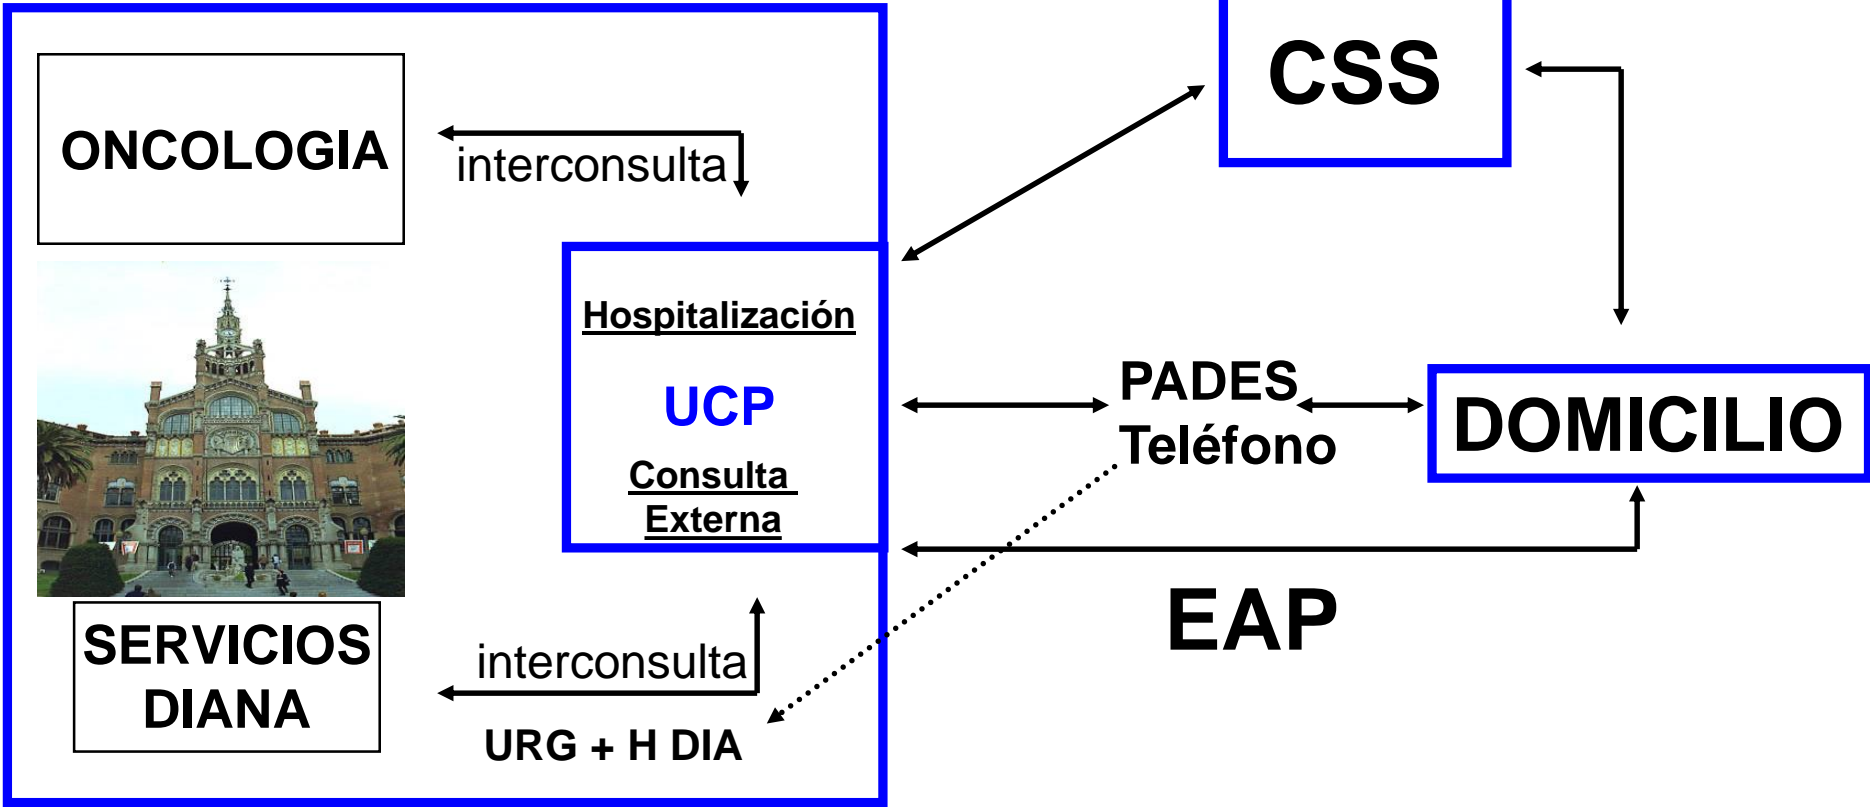 ONCOLOGIA
interconsulta
CSS
Hospitalización
UCP
Consulta
Externa
PADES
Teléfono
DOMICILIO
EAP
SERVICIOS
DIANA
interconsulta
URG + H DIA